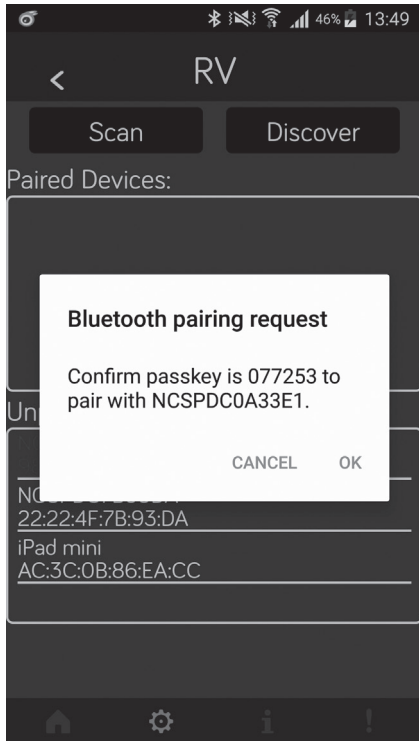 46% 13:49
RV
Scan Discover
Paired Devices:
Bluetooth pairing request
Confirm passkey is 077253 to
pair with NCSPDC0A33E1.
CANCEL OK
22:22:4F:7B:93:DA
iPad mini
AC:3C:0B:86:EA:CC